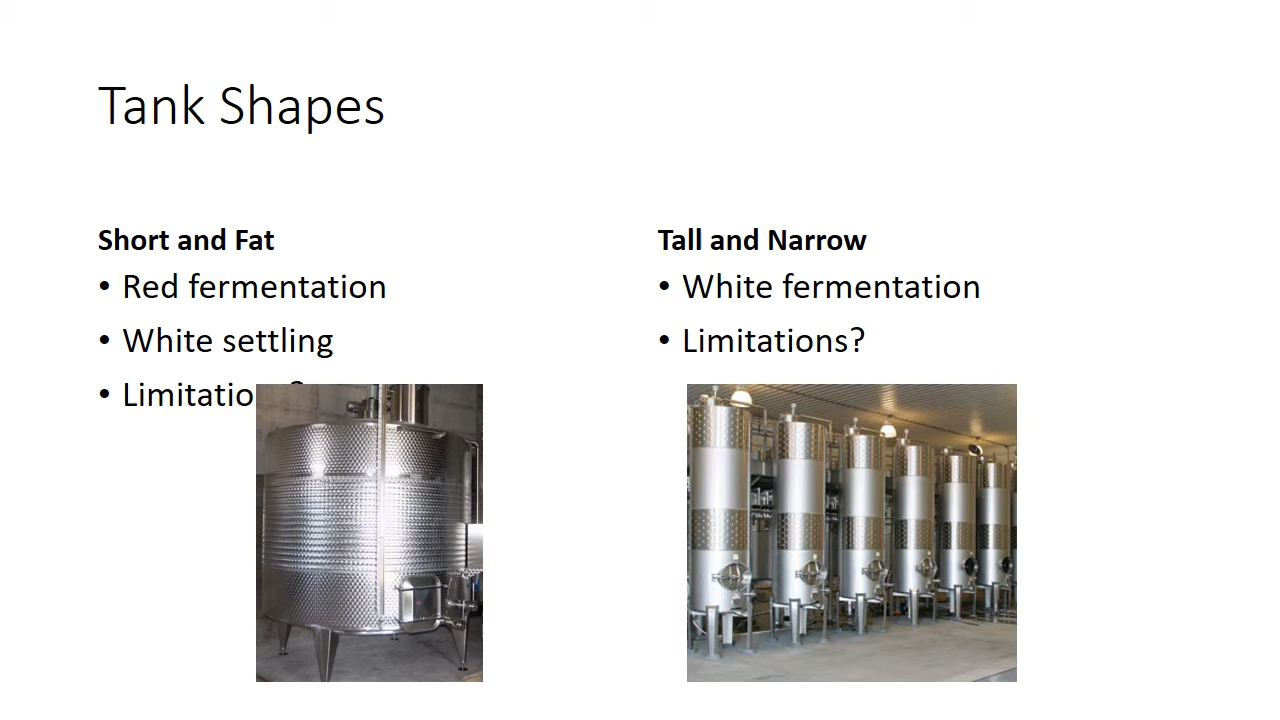 Tank Shapes
Short and Fat
• Red fermentation
• White settling
• Limitatio ?
Tall and Narrow
• White fermentation
• Limitations?